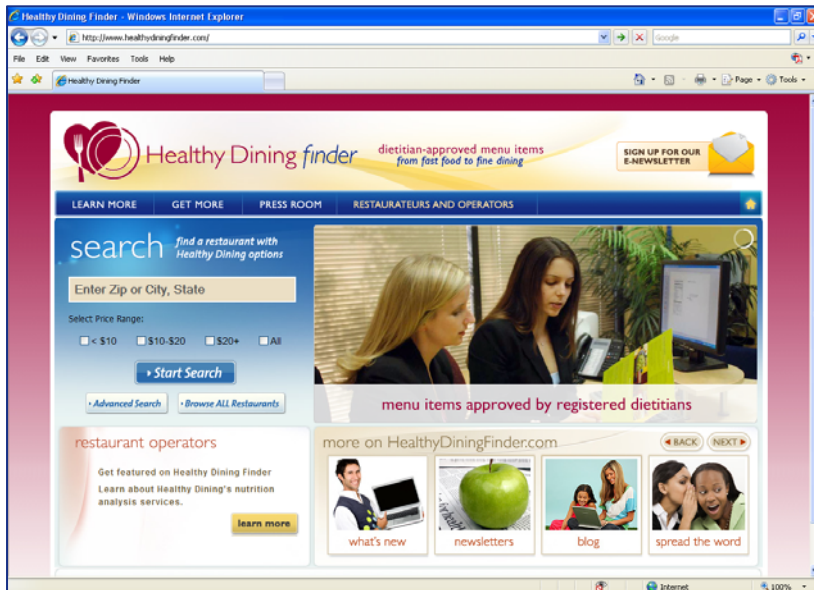 Healthy Dining Finder - Windows Internet Explorer
http://www.healthydiningfinder.com/
Google
File Edit View Favorites Tools Help
Healthy Dining Finder
Page Tools
Healthy Dining finder
dietitian-approved menu items
from fast food to fine dining
SIGN UP FOR OUR
E-NEWSLETTER
LEARN MORE GET MORE PRESS ROOM RESTAURATEURS AND OPERATORS
search
find a restaurant with
Healthy Dining options
Enter Zip or City, State
Select Price Range:
< $10 $10-$20 $20+ All
Start Search
Advanced Search Browse ALL Restaurants
menu items approved by registered dietitians
restaurant operators
Get featured on Healthy Dining Finder
Learn about Healthy Dining's nutrition
analysis services.
learn more
more on HealthyDiningFinder.com
BACK NEXT
what's new newsletters blog spread the word
Internet 100%